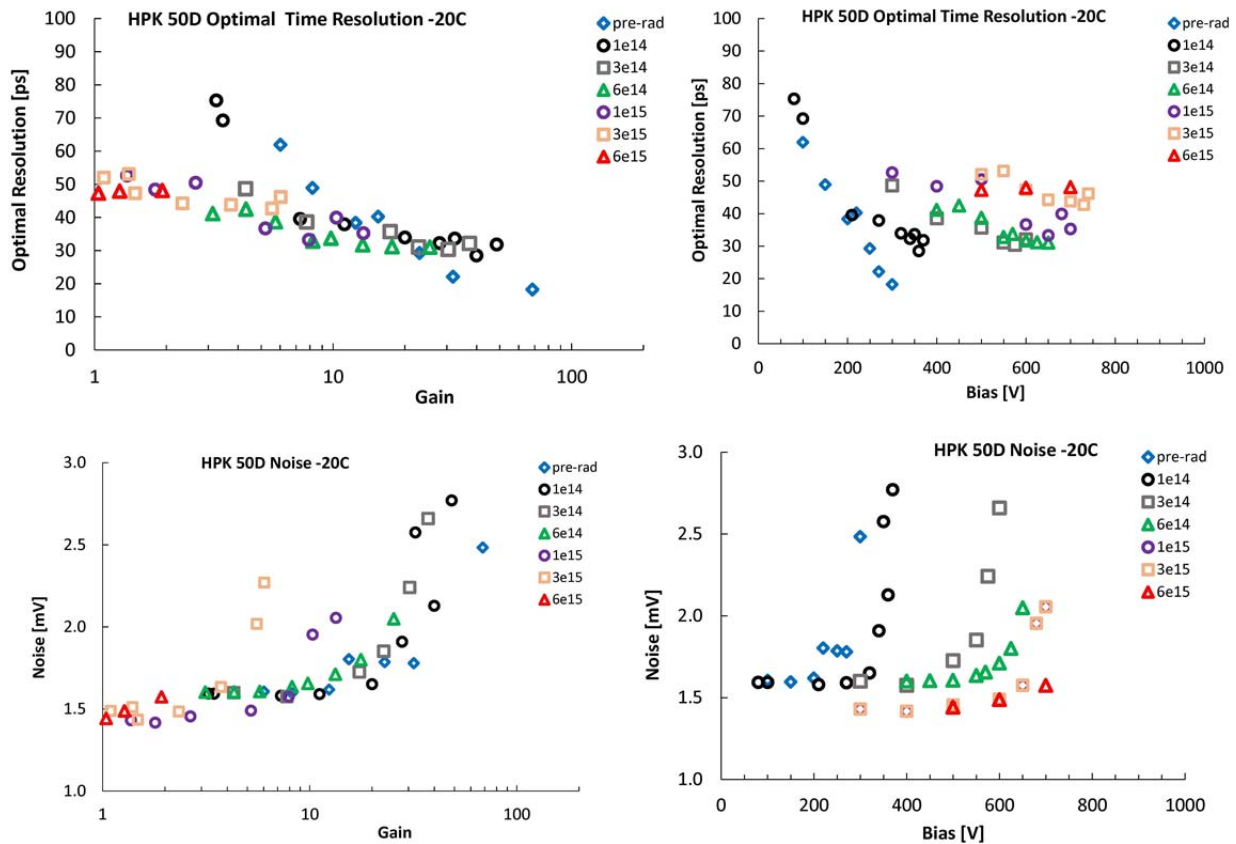 HPK 50D Optimal Time Resolution -20C
Optimal Resolution [ps]
100
90
80
70
60
50
40
30
20
10
0
1
10
100
Gain
pre-rad
1e14
3e14
6e14
1e15
3e15
6e15
HPK 50D Optimal Time Resolution -20C
Optimal Resolution [ps]
100
90
80
70
60
50
40
30
20
10
0
0
200
400
600
800
1000
Bias [V]
pre-rad
1e14
3e14
6e14
1e15
3e15
6e15
HPK 50D Noise -20C
Noise [mV]
3.0
2.5
2.0
1.5
1.0
1
10
100
Gain
pre-rad
1e14
3e14
6e14
1e15
3e15
6e15
HPK 50D Noise -20C
Noise [mV]
3.0
2.5
2.0
1.5
1.0
0
200
400
600
800
1000
Bias [V]
pre-rad
1e14
3e14
6e14
1e15
3e15
6e15